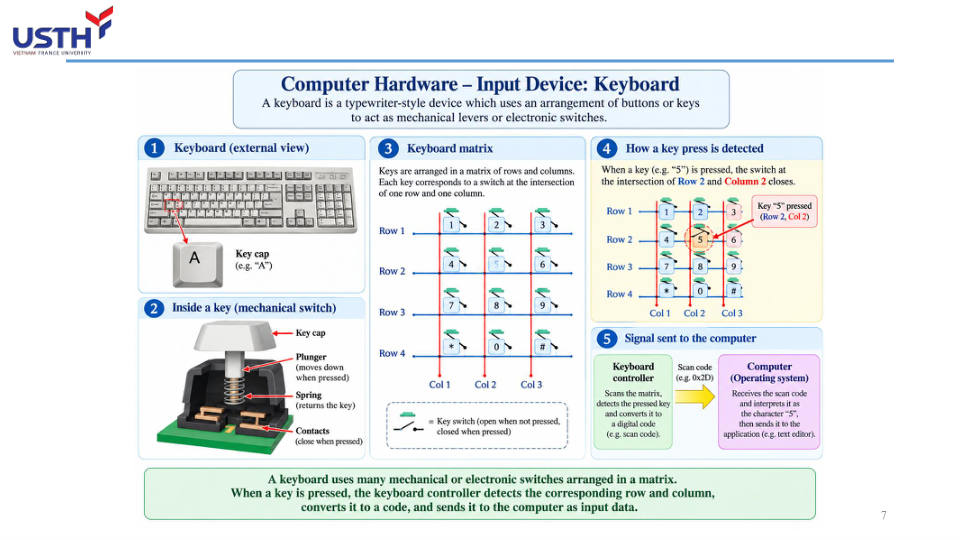 USTH
VIETNAM FRANCE UNIVERSITY
Computer Hardware – Input Device: Keyboard
A keyboard is a typewriter-style device which uses an arrangement of buttons or keys
to act as mechanical levers or electronic switches.
1 Keyboard (external view)
A
Key cap
(e.g. “A”)
2 Inside a key (mechanical switch)
Key cap
Plunger
(moves down
when pressed)
Spring
(returns the key)
Contacts
(close when pressed)
3 Keyboard matrix
Keys are arranged in a matrix of rows and columns.
Each key corresponds to a switch at the intersection
of one row and one column.
Row 1 1 2 3
Row 2 4 5 6
Row 3 7 8 9
Row 4 * 0 #
Col 1 Col 2 Col 3
= Key switch (open when not pressed,
closed when pressed)
4 How a key press is detected
When a key (e.g. “5”) is pressed, the switch at
the intersection of Row 2 and Column 2 closes.
Key “5” pressed
(Row 2, Col 2)
Row 1 1 2 3
Row 2 4 5 6
Row 3 7 8 9
Row 4 * 0 #
Col 1 Col 2 Col 3
5 Signal sent to the computer
Keyboard
controller
Scans the matrix,
detects the pressed key
and converts it to
a digital code
(e.g. scan code).
Scan code
(e.g. 0x2D)
Computer
(Operating system)
Receives the scan code
and interprets it as
the character “5”,
then sends it to the
application (e.g. text editor).
A keyboard uses many mechanical or electronic switches arranged in a matrix.
When a key is pressed, the keyboard controller detects the corresponding row and column,
converts it to a code, and sends it to the computer as input data.
7